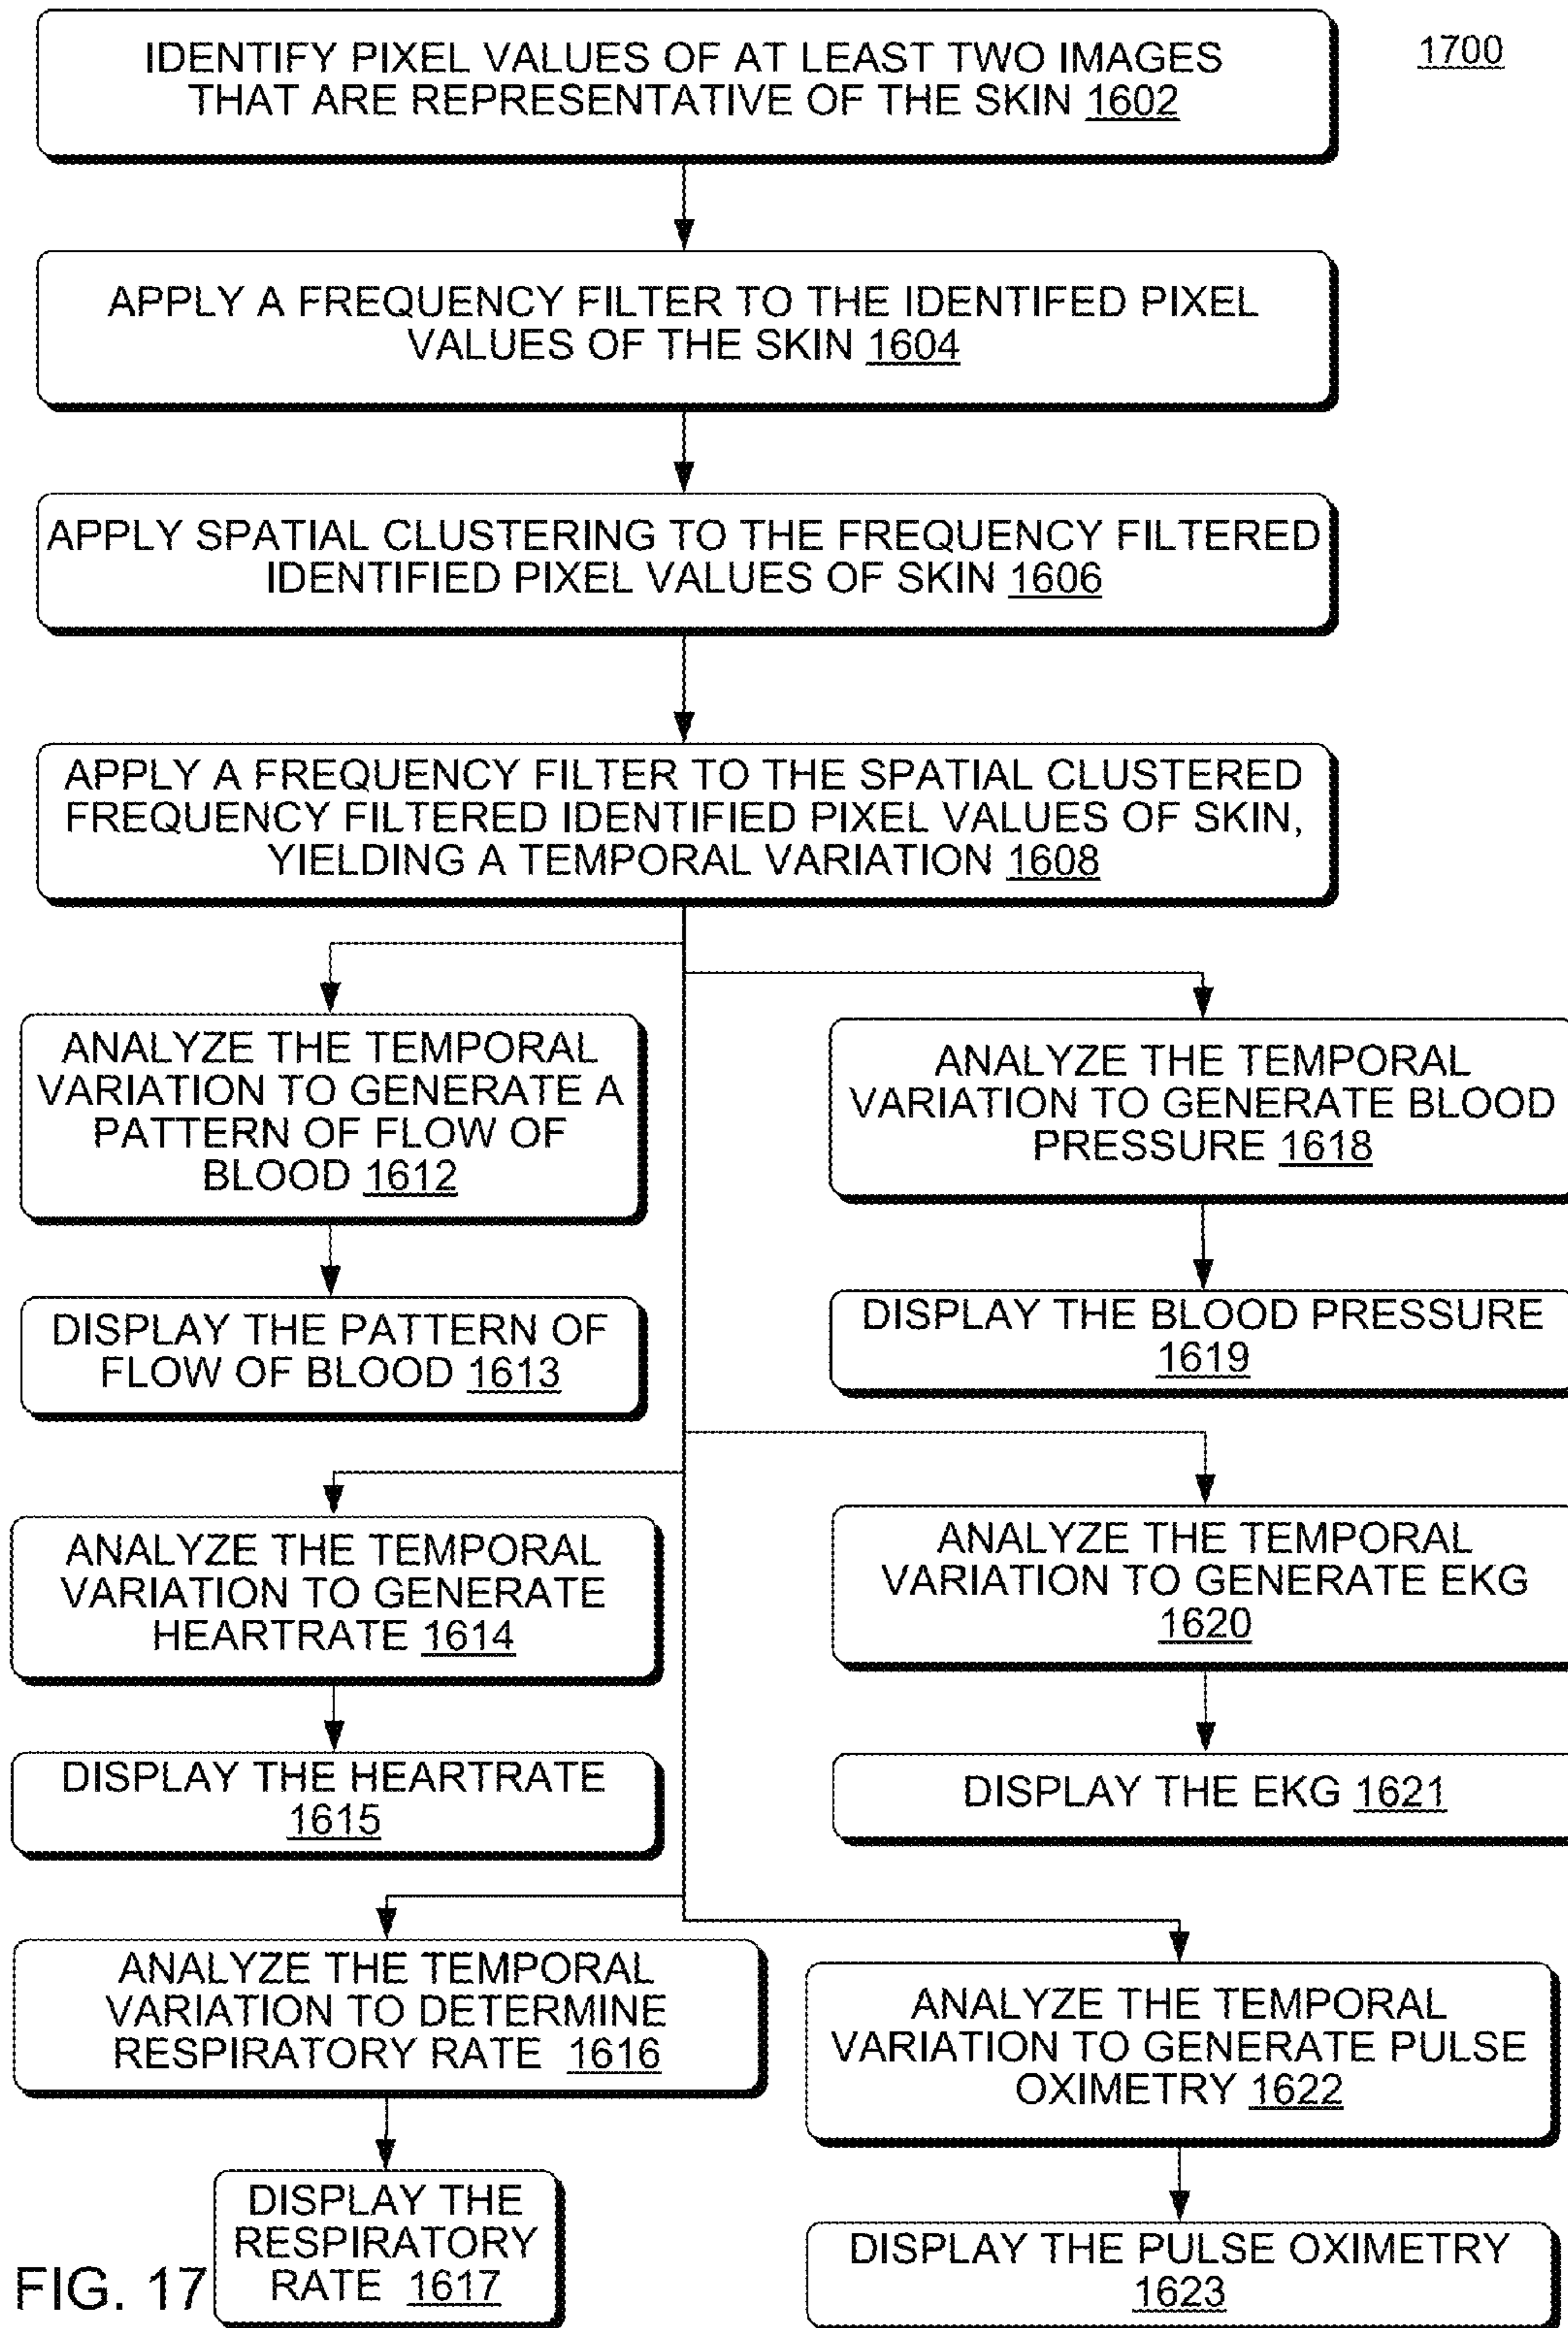 1700
IDENTIFY PIXEL VALUES OF AT LEAST TWO IMAGES
THAT ARE REPRESENTATIVE OF THE SKIN 1602
APPLY A FREQUENCY FILTER TO THE IDENTIFED PIXEL
VALUES OF THE SKIN 1604
APPLY SPATIAL CLUSTERING TO THE FREQUENCY FILTERED
IDENTIFIED PIXEL VALUES OF SKIN 1606
APPLY A FREQUENCY FILTER TO THE SPATIAL CLUSTERED
FREQUENCY FILTERED IDENTIFIED PIXEL VALUES OF SKIN,
YIELDING A TEMPORAL VARIATION 1608
ANALYZE THE TEMPORAL
VARIATION TO GENERATE A
PATTERN OF FLOW OF
BLOOD 1612
DISPLAY THE PATTERN OF
FLOW OF BLOOD 1613
ANALYZE THE TEMPORAL
VARIATION TO GENERATE BLOOD
PRESSURE 1618
DISPLAY THE BLOOD PRESSURE
1619
ANALYZE THE TEMPORAL
VARIATION TO GENERATE
HEARTRATE 1614
DISPLAY THE HEARTRATE
1615
ANALYZE THE TEMPORAL
VARIATION TO GENERATE EKG
1620
DISPLAY THE EKG 1621
ANALYZE THE TEMPORAL
VARIATION TO DETERMINE
RESPIRATORY RATE 1616
DISPLAY THE
RESPIRATORY
RATE 1617
ANALYZE THE TEMPORAL
VARIATION TO GENERATE PULSE
OXIMETRY 1622
DISPLAY THE PULSE OXIMETRY
1623
FIG. 17